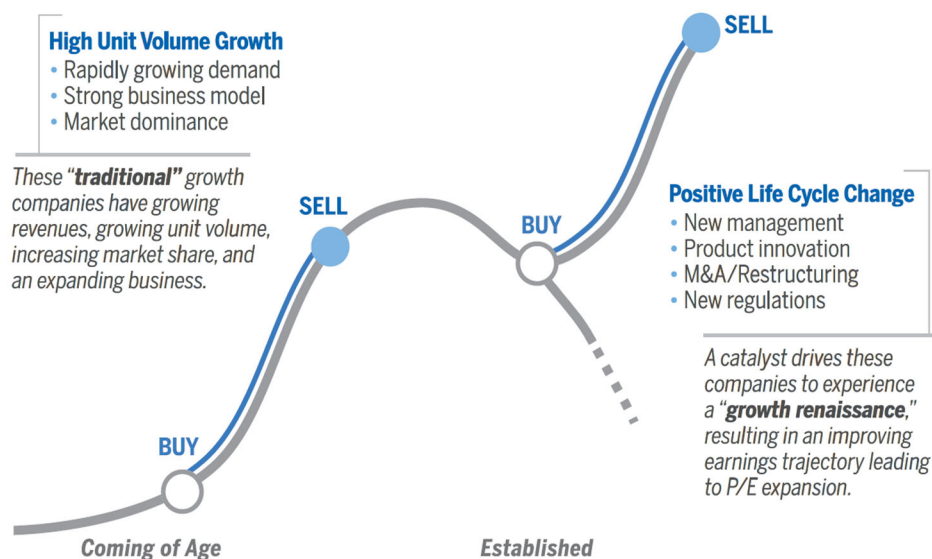 High Unit Volume Growth
• Rapidly growing demand
• Strong business model
• Market dominance
These “traditional” growth
companies have growing
revenues, growing unit volume,
increasing market share, and
an expanding business.
BUY
SELL
BUY
SELL
Positive Life Cycle Change
• New management
• Product innovation
• M&A/Restructuring
• New regulations
A catalyst drives these
companies to experience
a “growth renaissance,”
resulting in an improving
earnings trajectory leading
to P/E expansion.
Coming of Age
Established